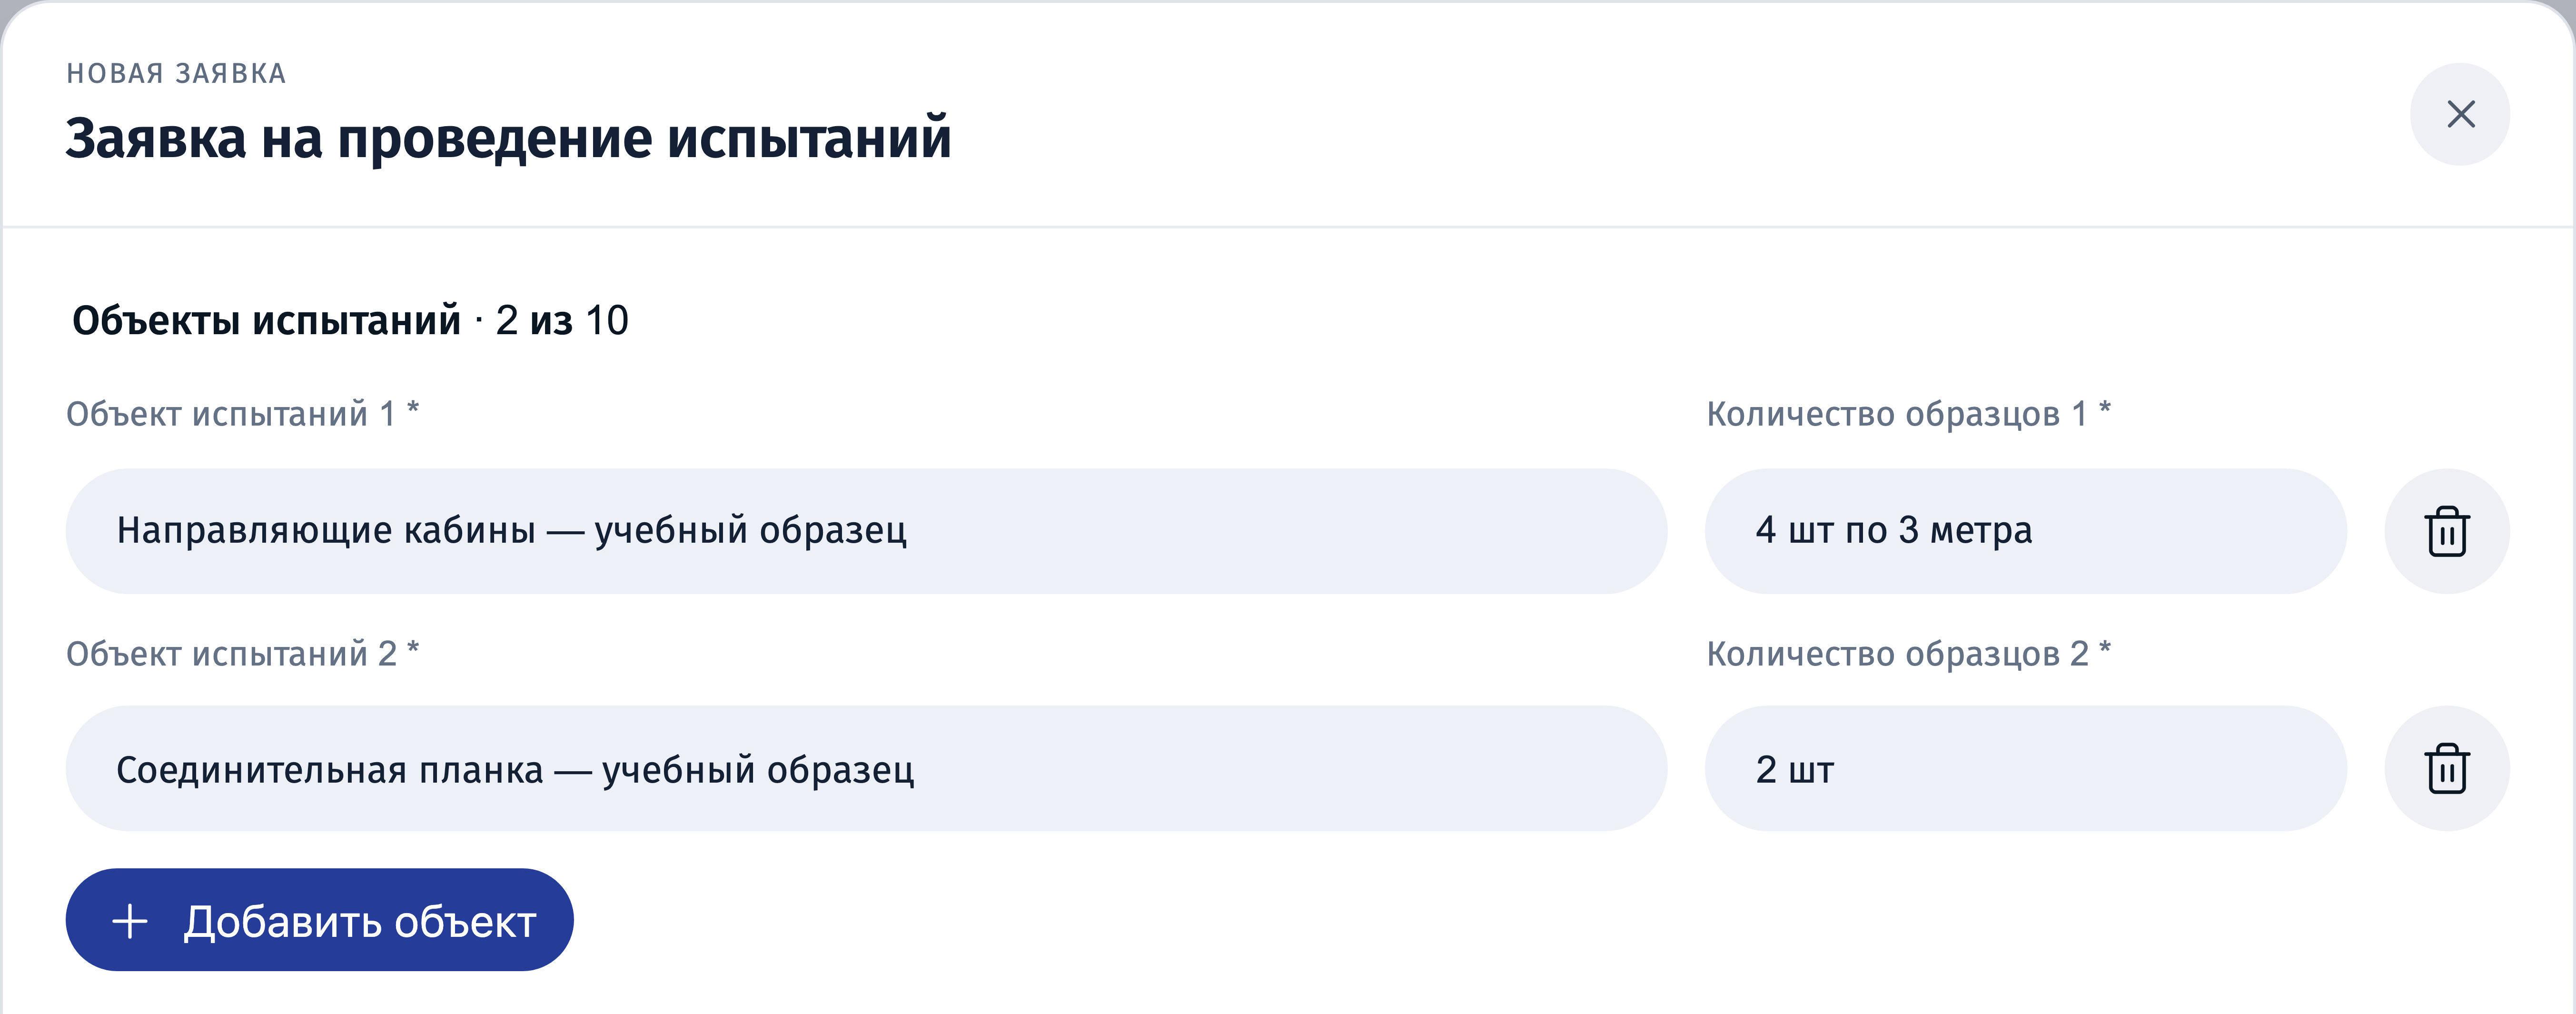 НОВАЯ ЗАЯВКА
Заявка на проведение испытаний
Объекты испытаний · 2 из 10
Объект испытаний 1 *
Количество образцов 1 *
Направляющие кабины — учебный образец
4 шт по 3 метра
Объект испытаний 2 *
Количество образцов 2 *
Соединительная планка — учебный образец
2 шт
Добавить объект